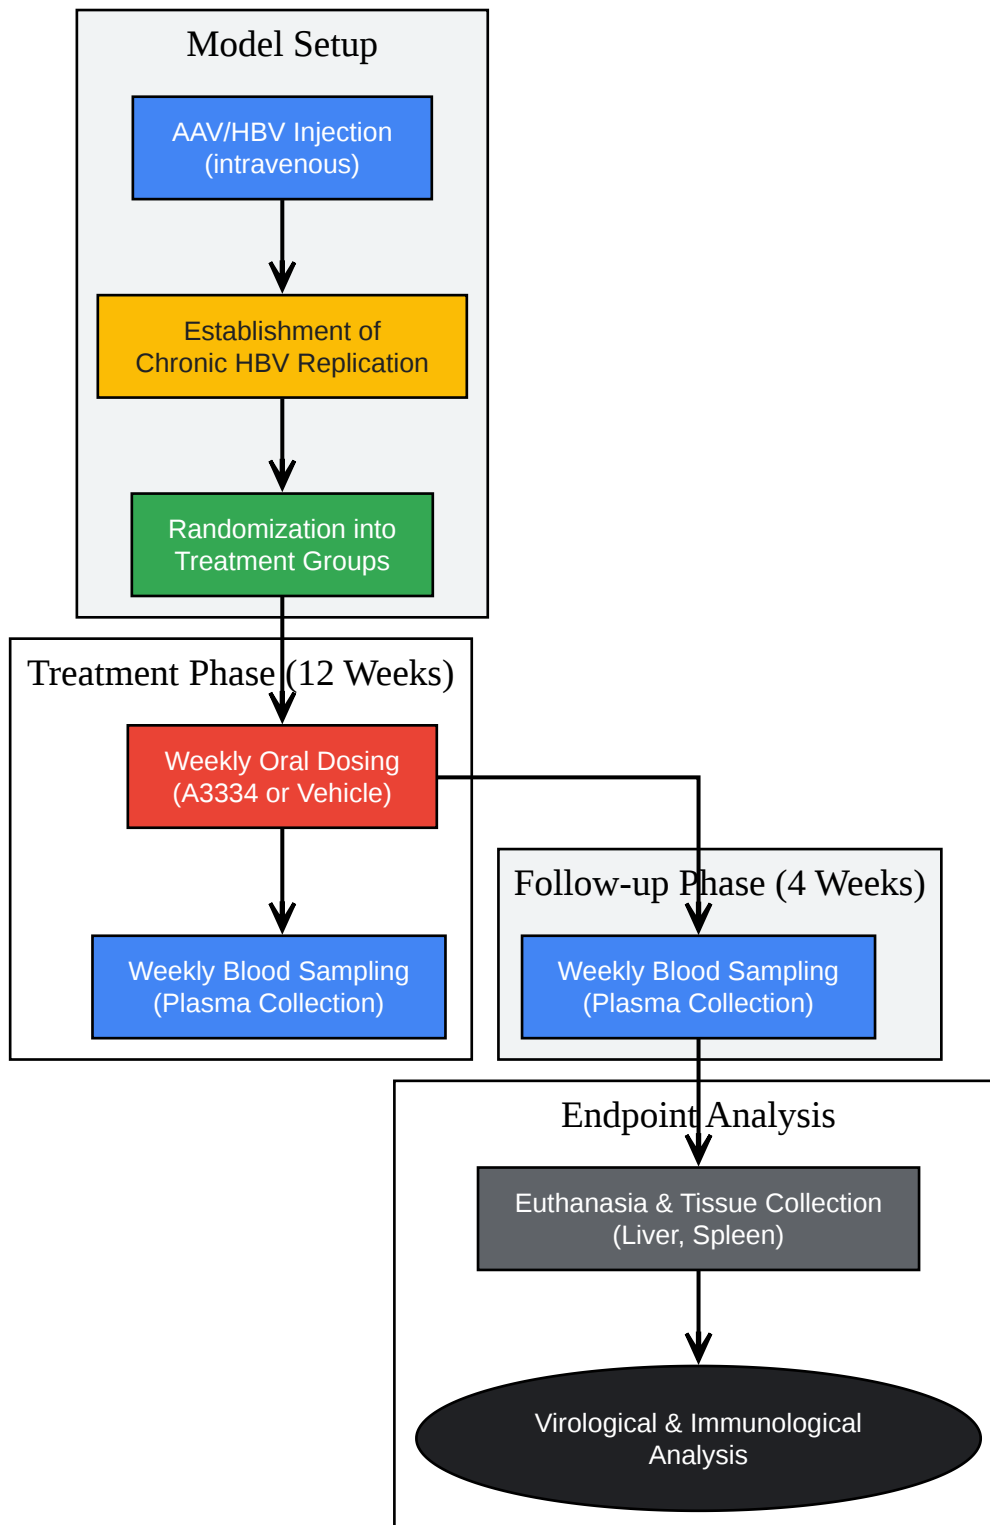 Model Setup
AAV/HBV Injection
(intravenous)
Establishment of
Chronic HBV Replication
Randomization into
Treatment Groups
Treatment Phase (12 Weeks)
Weekly Oral Dosing
(A3334 or Vehicle)
Weekly Blood Sampling
(Plasma Collection)
Follow-up Phase (4 Weeks)
Weekly Blood Sampling
(Plasma Collection)
Endpoint Analysis
Euthanasia & Tissue Collection
(Liver, Spleen)
Virological & Immunological
Analysis